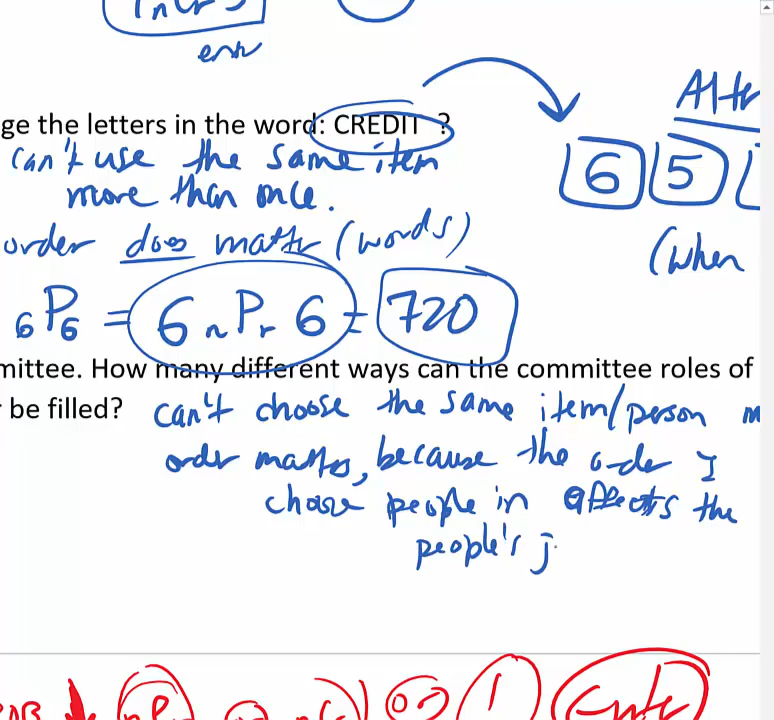 ge the letters in the word: CREDIT ?
can't use the same item
more than once.
order does matter (words)
6P6 = 6 nPr 6 = 720
6 5
(when
mittee. How many different ways can the committee roles of
be filled?
can't choose the same item/person m
order matters, because the order I
chose people in affects the
people's j
1